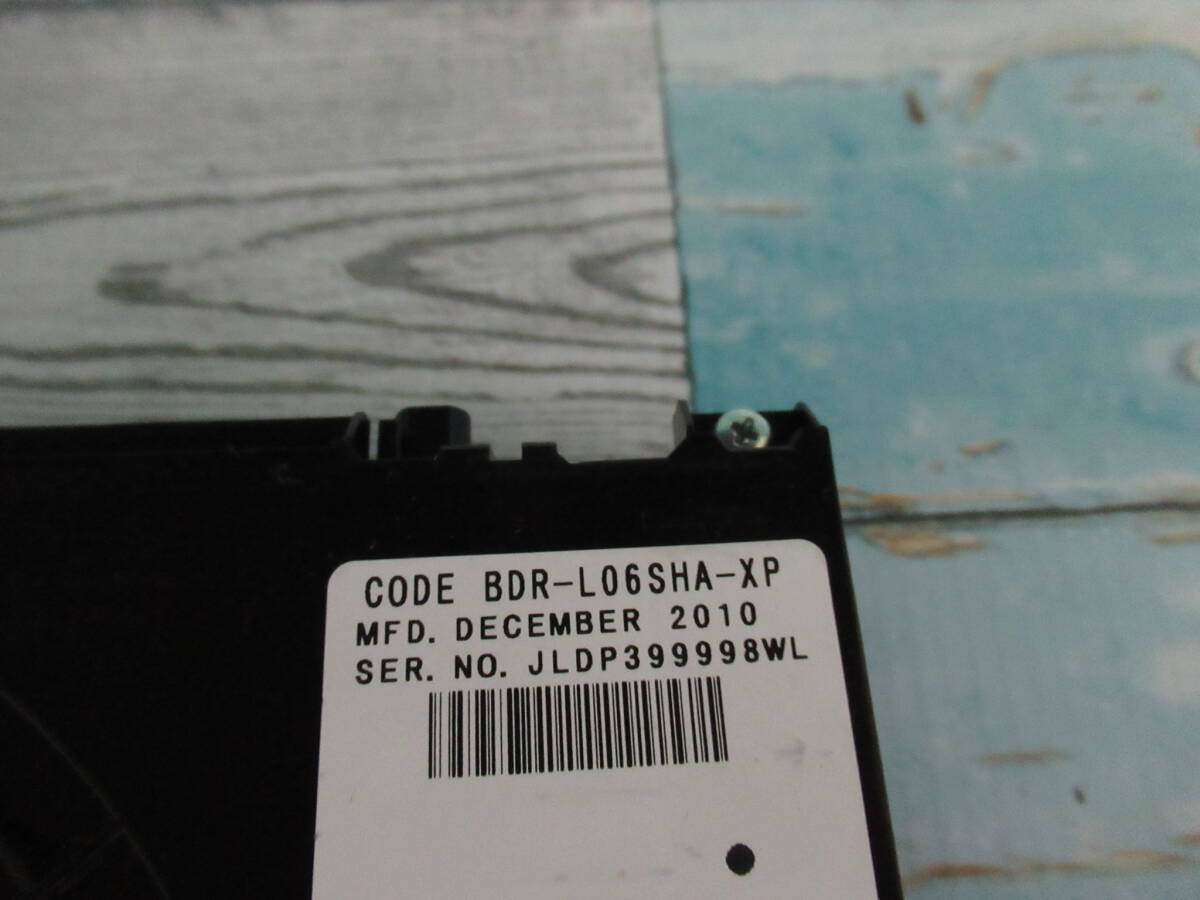 CODE BDR-L06SHA-XP
MFD. DECEMBER 2010
SER. NO. JLDP399998WL